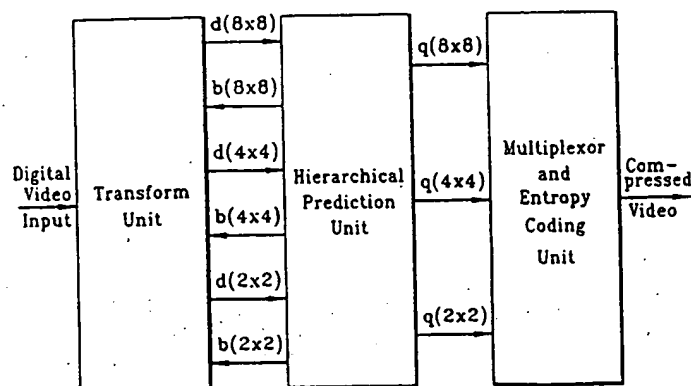 d(8x8)
b(8x8)
d(4x4)
b(4x4)
d(2x2)
b(2x2)
q(8x8)
q(4x4)
q(2x2)
Digital
Video
Input
Transform
Unit
Hierarchical
Prediction
Unit
Multiplexor
and
Entropy
Coding
Unit
Com-
pressed
Video